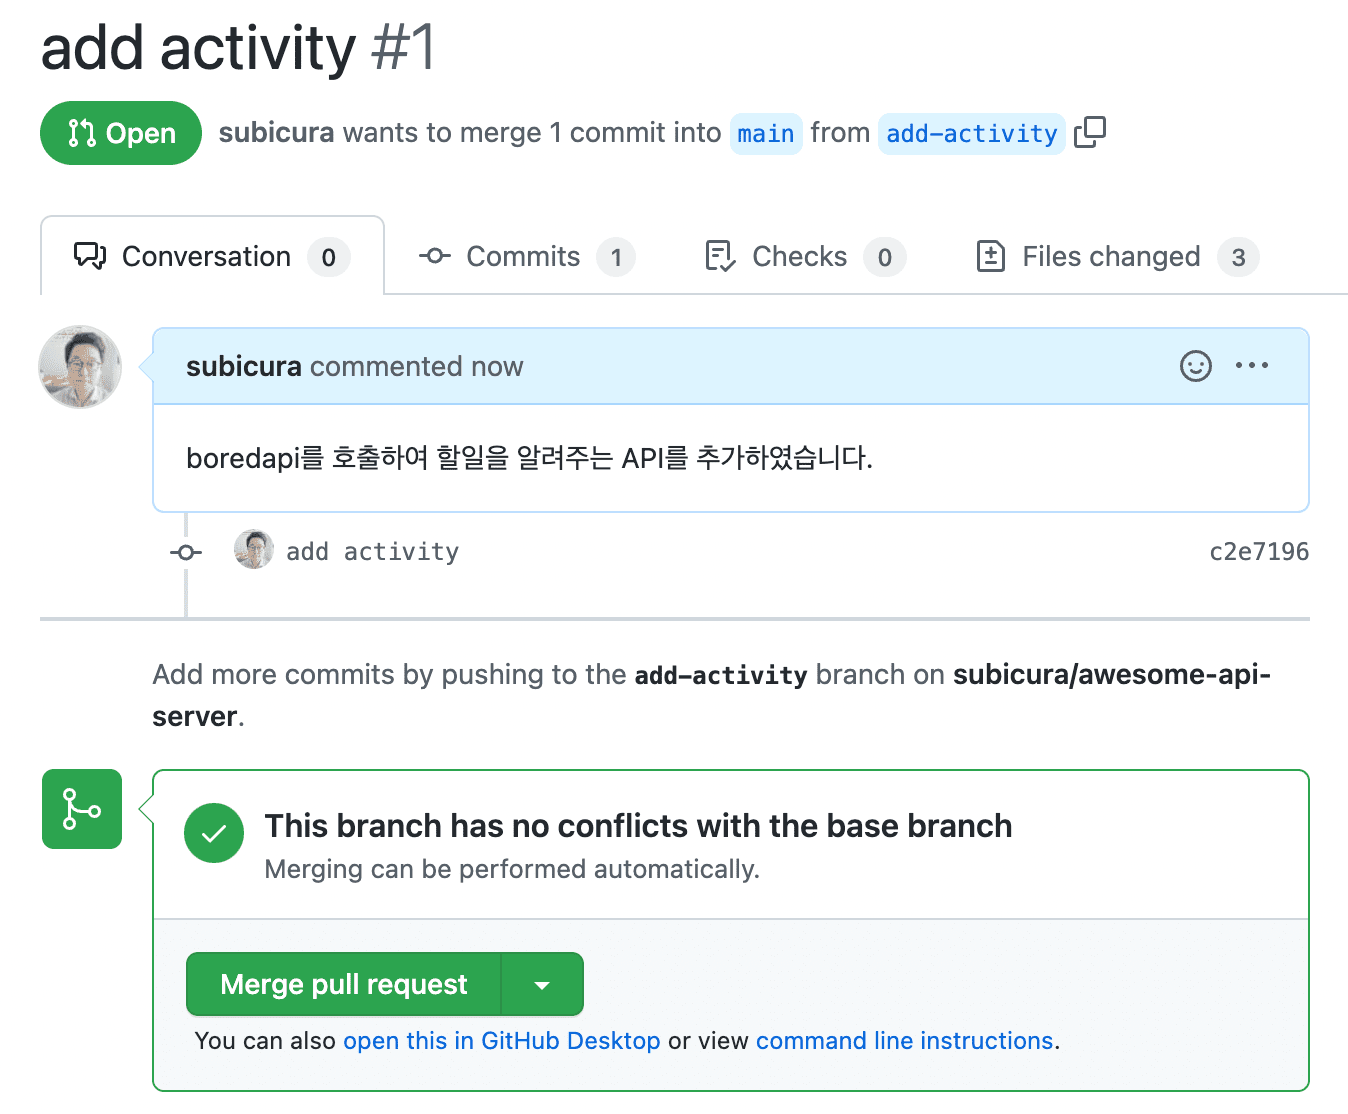 add activity #1
Open subicura wants to merge 1 commit into main from add-activity
Conversation 0 Commits 1 Checks 0 Files changed 3
subicura commented now
boredapi를 호출하여 할일을 알려주는 API를 추가하였습니다.
add activity c2e7196
Add more commits by pushing to the add-activity branch on subicura/awesome-api-
server.
This branch has no conflicts with the base branch
Merging can be performed automatically.
Merge pull request
You can also open this in GitHub Desktop or view command line instructions.